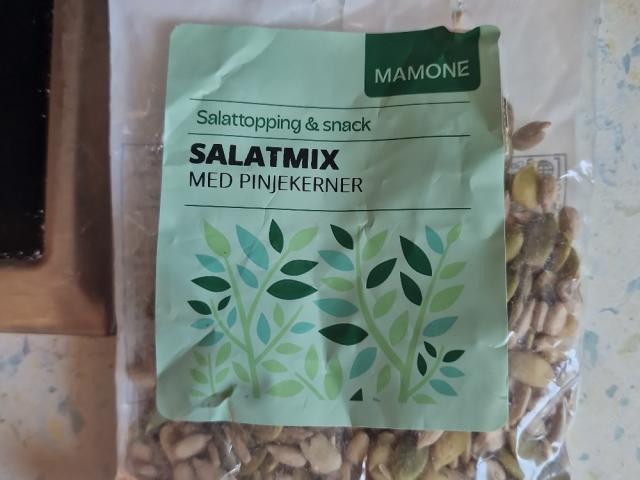 MAMONE
Salattopping & snack
SALATMIX
MED PINJEKERNER